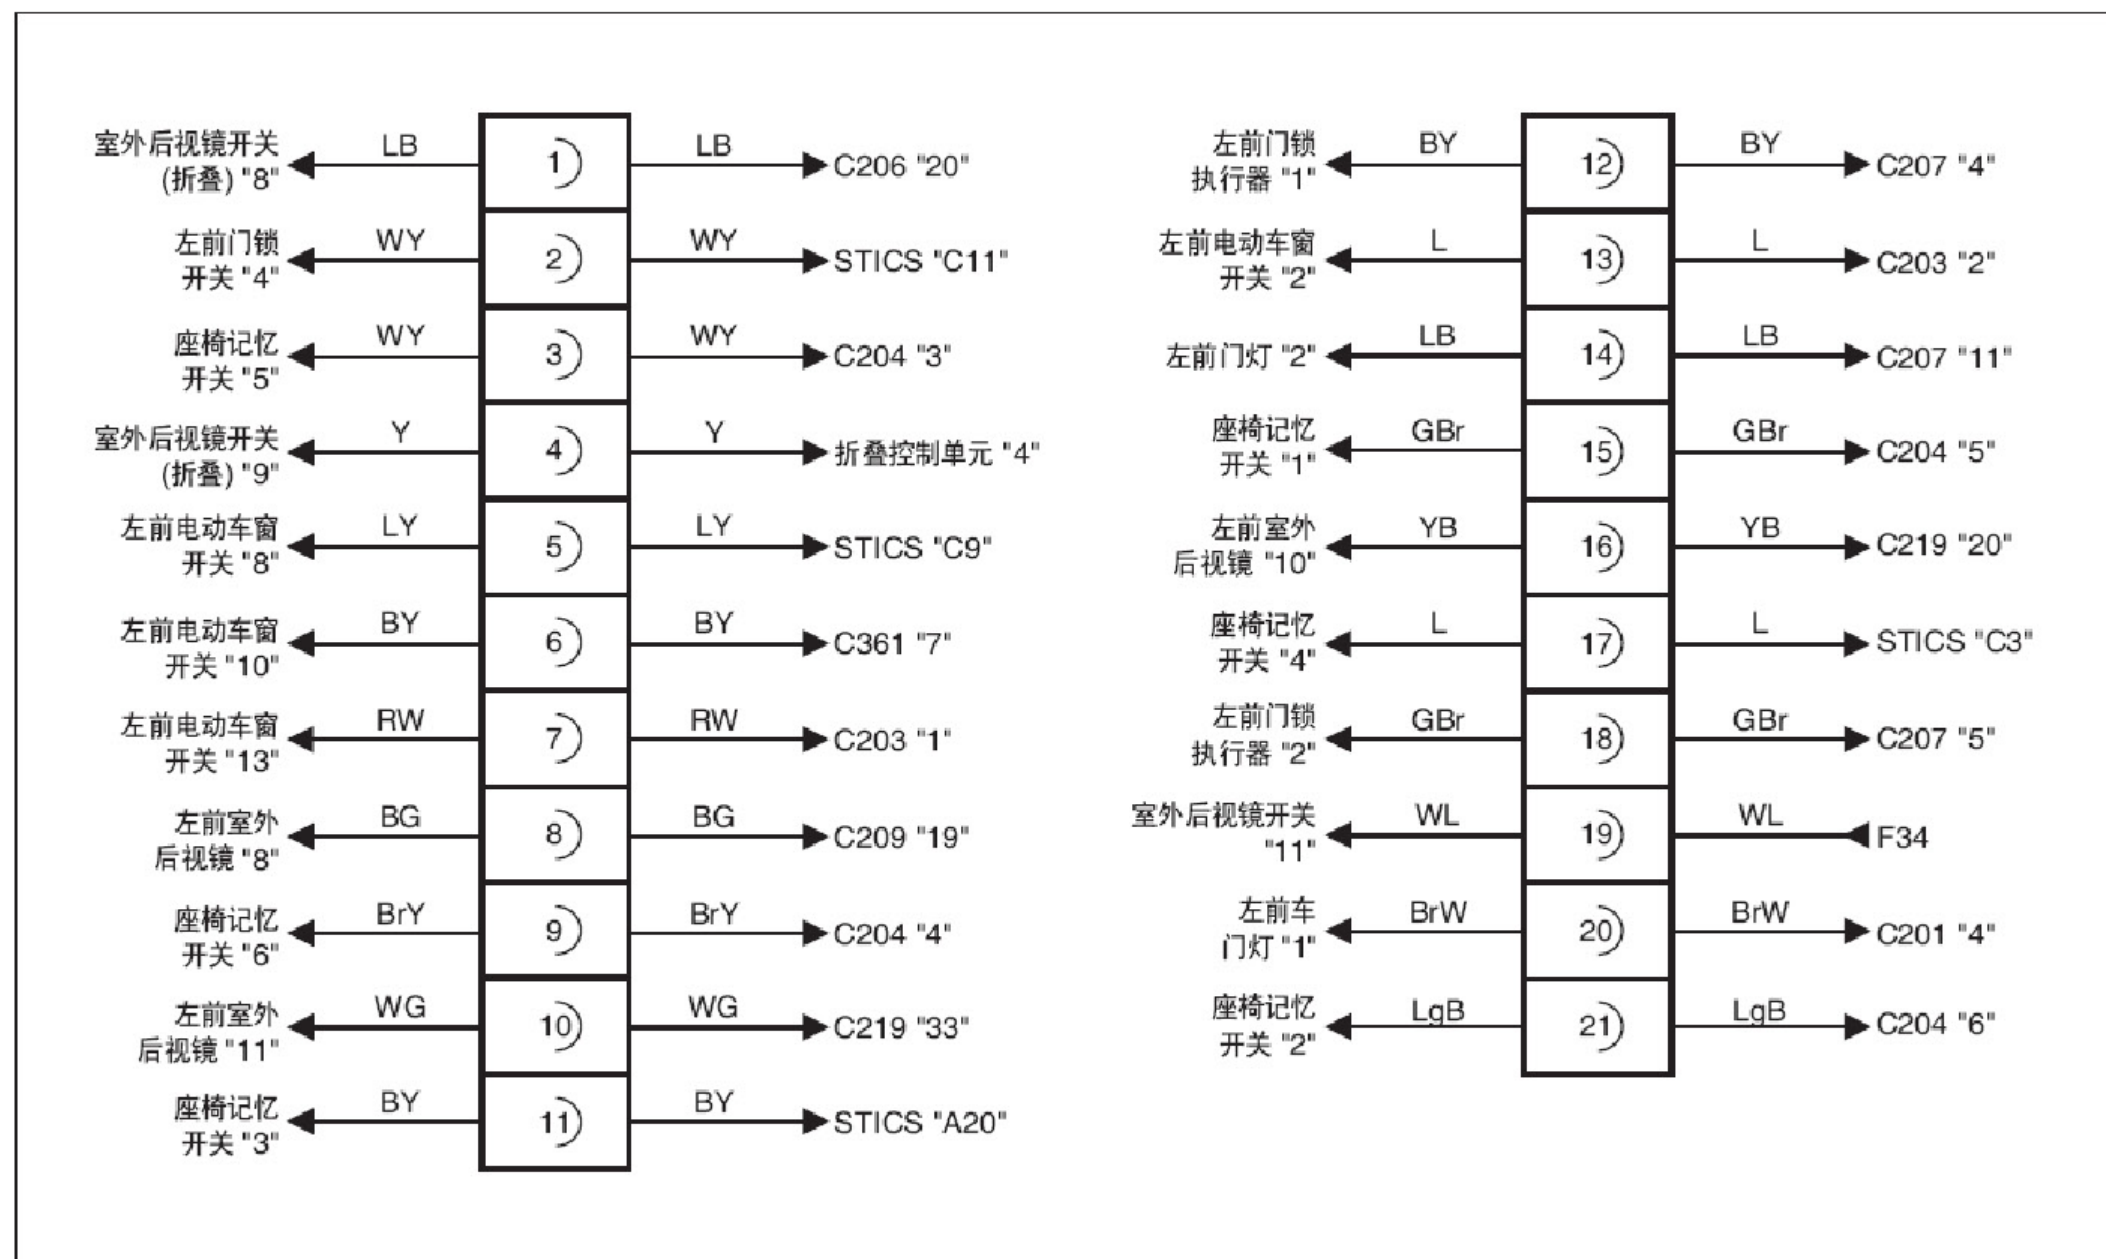 室外后视镜开关
(折叠) "8"
LB
1
LB
C206 "20"
左前门锁
开关 "4"
WY
2
WY
STICS "C11"
座椅记忆
开关 "5"
WY
3
WY
C204 "3"
室外后视镜开关
(折叠) "9"
Y
4
Y
折叠控制单元 "4"
左前电动车窗
开关 "8"
LY
5
LY
STICS "C9"
左前电动车窗
开关 "10"
BY
6
BY
C361 "7"
左前电动车窗
开关 "13"
RW
7
RW
C203 "1"
左前室外
后视镜 "8"
BG
8
BG
C209 "19"
座椅记忆
开关 "6"
BrY
9
BrY
C204 "4"
左前室外
后视镜 "11"
WG
10
WG
C219 "33"
座椅记忆
开关 "3"
BY
11
BY
STICS "A20"
左前门锁
执行器 "1"
BY
12
BY
C207 "4"
左前电动车窗
开关 "2"
L
13
L
C203 "2"
左前门灯 "2"
LB
14
LB
C207 "11"
座椅记忆
开关 "1"
GBr
15
GBr
C204 "5"
左前室外
后视镜 "10"
YB
16
YB
C219 "20"
座椅记忆
开关 "4"
L
17
L
STICS "C3"
左前门锁
执行器 "2"
GBr
18
GBr
C207 "5"
室外后视镜开关
"11"
WL
19
WL
F34
左前车
门灯 "1"
BrW
20
BrW
C201 "4"
座椅记忆
开关 "2"
LgB
21
LgB
C204 "6"